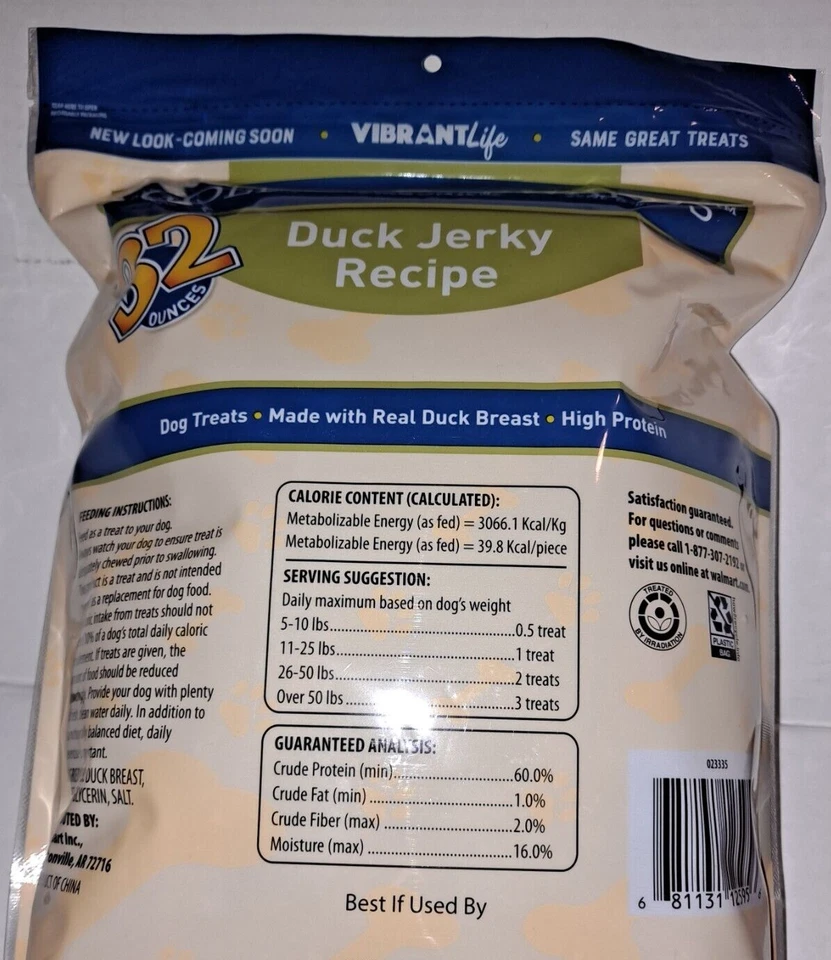 NEW LOOK-COMING SOON • VIBRANTLife • SAME GREAT TREATS
32
OUNCES
Duck Jerky
Recipe
Dog Treats • Made with Real Duck Breast • High Protein
FEEDING INSTRUCTIONS:
as a treat to your dog.
watch your dog to ensure treat is
chewed prior to swallowing.
is a treat and is not intended
as a replacement for dog food.
intake from treats should not
of a dog's total daily caloric
If treats are given, the
of food should be reduced
Provide your dog with plenty
water daily. In addition to
balanced diet, daily
DUCK BREAST,
GLYCERIN, SALT.
BY:
Inc.,
AR 72716
OF CHINA
CALORIE CONTENT (CALCULATED):
Metabolizable Energy (as fed) = 3066.1 Kcal/Kg
Metabolizable Energy (as fed) = 39.8 Kcal/piece
SERVING SUGGESTION:
Daily maximum based on dog's weight
5-10 lbs..................................0.5 treat
11-25 lbs.................................1 treat
26-50 lbs.................................2 treats
Over 50 lbs...............................3 treats
GUARANTEED ANALYSIS:
Crude Protein (min).......................60.0%
Crude Fat (min) ..........................1.0%
Crude Fiber (max) ........................2.0%
Moisture (max) ...........................16.0%
Best If Used By
Satisfaction guaranteed.
For questions or comments
please call 1-877-307-2192 or
visit us online at walmart.com.
TREATED
BY IRRADIATION
PLASTIC
BAG
023335
6 81131 12595 6